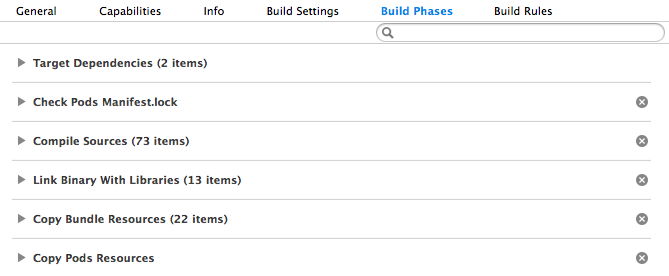 General Capabilities Info Build Settings Build Phases Build Rules
Target Dependencies (2 items)
Check Pods Manifest.lock
Compile Sources (73 items)
Link Binary With Libraries (13 items)
Copy Bundle Resources (22 items)
Copy Pods Resources